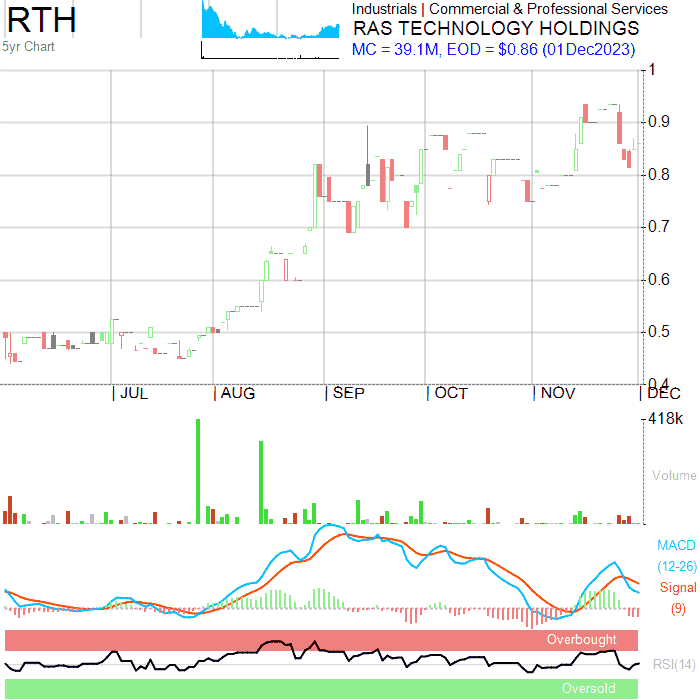 RTH
5yr Chart
Industrials | Commercial & Professional Services
RAS TECHNOLOGY HOLDINGS
MC = 39.1M, EOD = $0.86 (01Dec2023)
1
0.9
0.8
0.7
0.6
0.5
0.4
| JUL | AUG | SEP | OCT | NOV | DEC
418k
Volume
MACD
(12-26)
Signal
(9)
Overbought
RSI(14)
Oversold